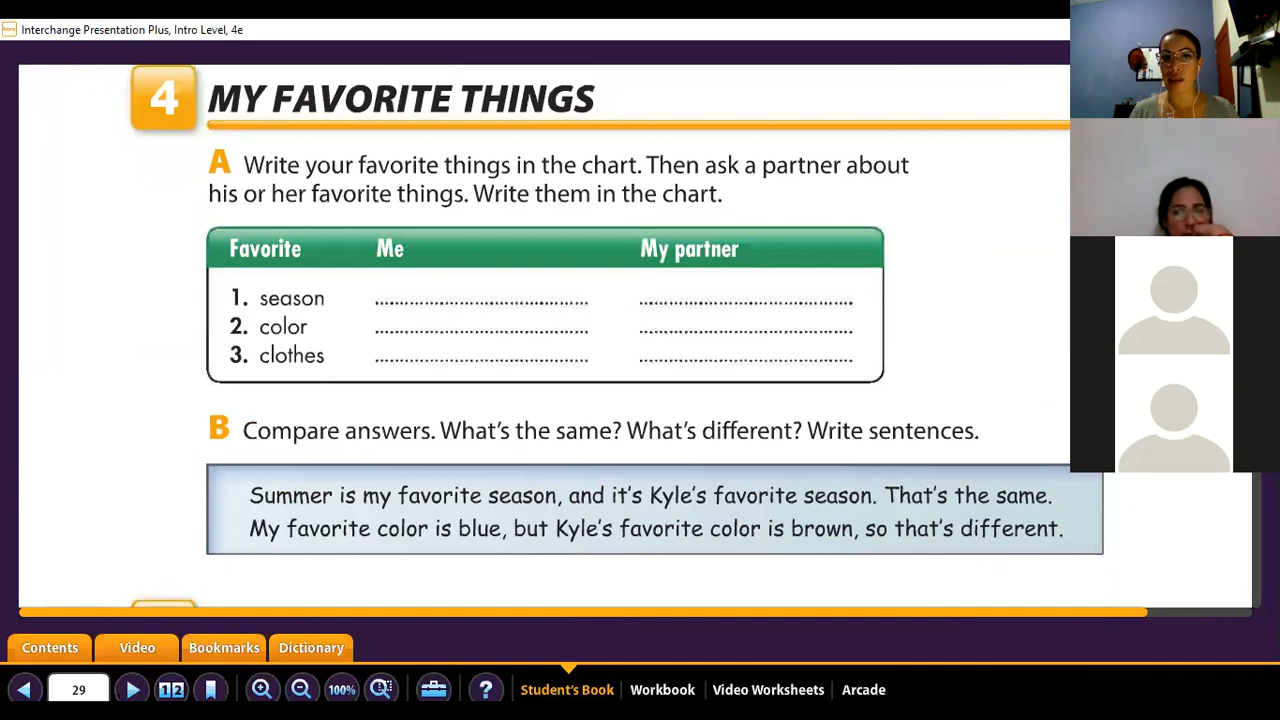 Interchange Presentation Plus, Intro Level, 4e
4 MY FAVORITE THINGS
A Write your favorite things in the chart. Then ask a partner about
his or her favorite things. Write them in the chart.
Favorite Me My partner
1. season
2. color
3. clothes
B Compare answers. What's the same? What's different? Write sentences.
Summer is my favorite season, and it's Kyle's favorite season. That's the same.
My favorite color is blue, but Kyle's favorite color is brown, so that's different.
Contents Video Bookmarks Dictionary
29 1 2 100% ? Student's Book Workbook Video Worksheets Arcade